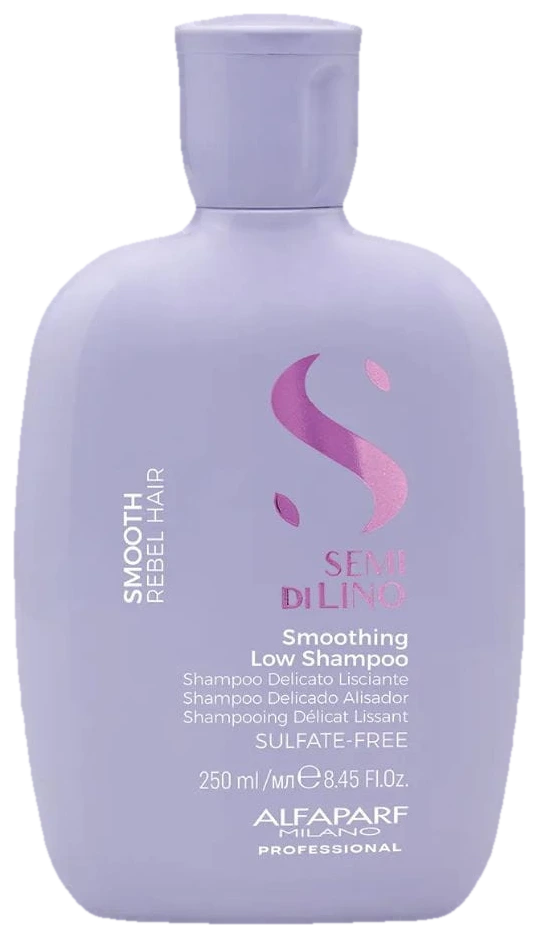 SMOOTH
REBEL HAIR
SEMI
DI LINO
Smoothing
Low Shampoo
Shampoo Delicato Lisciante
Shampoo Delicado Alisador
Shampooing Délicat Lissant
SULFATE-FREE
250 ml /мл ℮ 8.45 Fl.Oz.
ALFAPARF
MILANO
PROFESSIONAL